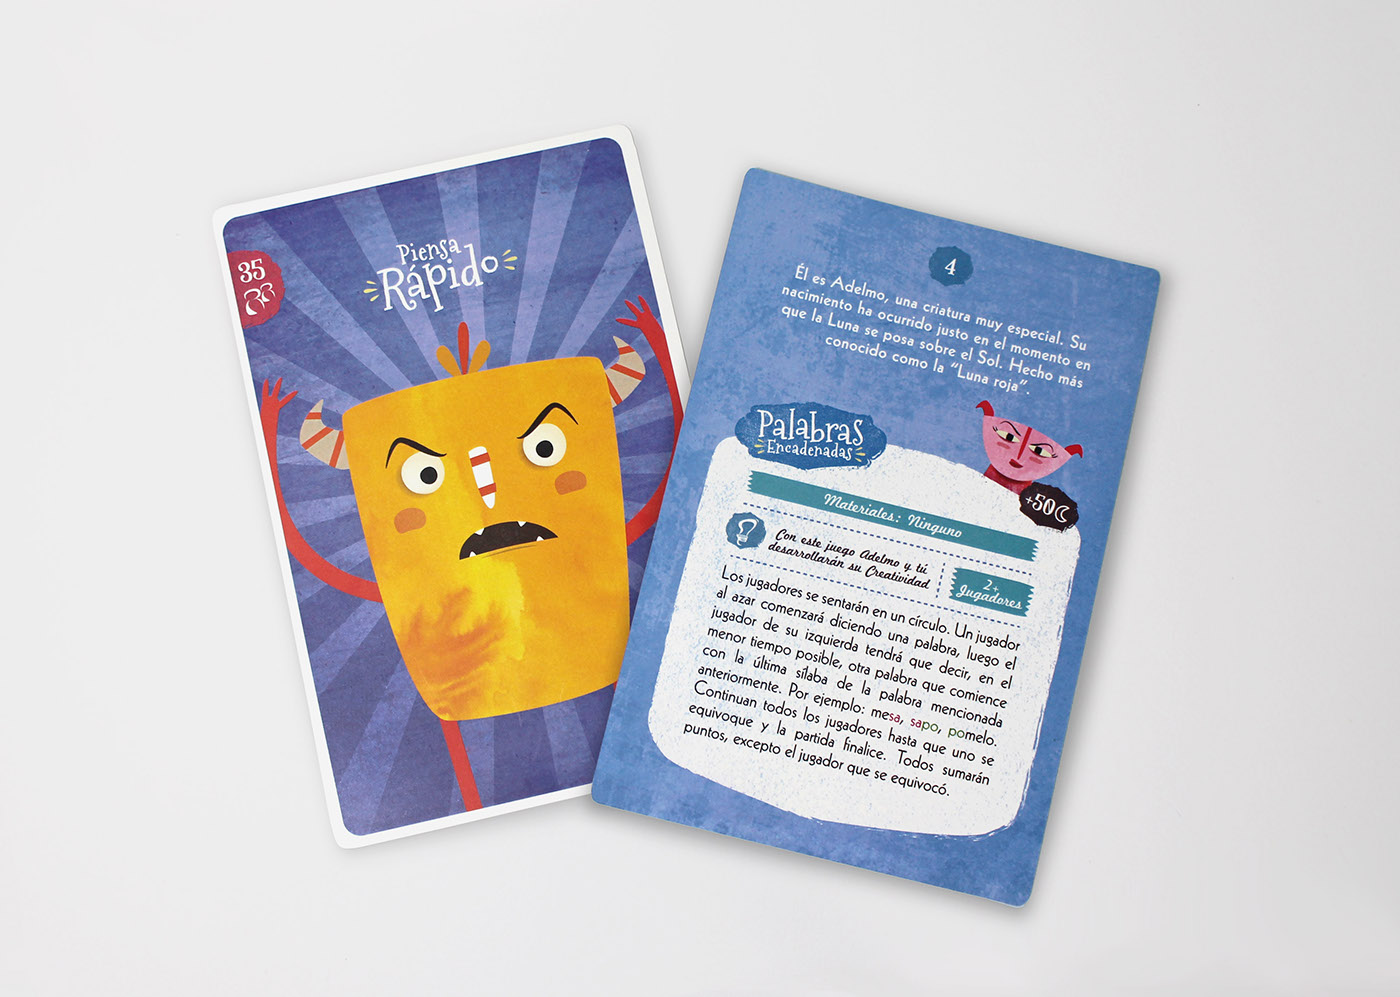 Piensa
Rápido
35
4
Él es Adelmo, una criatura muy especial. Su
nacimiento ha ocurrido justo en el momento en
que la Luna se posa sobre el Sol. Hecho más
conocido como la “Luna roja”.
Palabras
Encadenadas
+50
Materiales: Ninguno
Con este juego Adelmo y tú
desarrollarán su Creatividad
2+
Jugadores
Los jugadores se sentarán en un círculo. Un jugador
al azar comenzará diciendo una palabra, luego el
jugador de su izquierda tendrá que decir, en el
menor tiempo posible, otra palabra que comience
con la última sílaba de la palabra mencionada
anteriormente. Por ejemplo: mesa, sapo, pomelo.
Continuan todos los jugadores hasta que uno se
equivoque y la partida finalice. Todos sumarán
puntos, excepto el jugador que se equivocó.